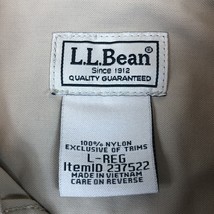 L.L.Bean®
Since 1912
QUALITY GUARANTEED
100% NYLON
EXCLUSIVE OF TRIMS
L-REG
ItemID 237522
MADE IN VIETNAM
CARE ON REVERSE